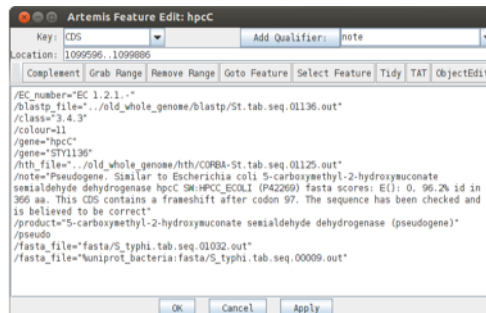 Artemis Feature Edit: hpcC
Key: CDS Add Qualifier: note
Location: 1099596..1099886
Complement Grab Range Remove Range Goto Feature Select Feature Tidy TAT ObjectEdit
/EC_number="EC 1.2.1.-"
/blastp_file="../old_whole_genome/blastp/St.tab.seq.01136.out"
/class="3.4.3"
/colour=11
/gene="hpcC"
/gene="STY1136"
/hth_file="../old_whole_genome/hth/CORBA-St.tab.seq.01125.out"
/note="Pseudogene. Similar to Escherichia coli 5-carboxymethyl-2-hydroxymuconate
semialdehyde dehydrogenase hpcC SW:HPCC_ECOLI (P42269) fasta scores: E(): 0, 96.2% id in
366 aa. This CDS contains a frameshift after codon 97. The sequence has been checked and
is believed to be correct"
/product="5-carboxymethyl-2-hydroxymuconate semialdehyde dehydrogenase (pseudogene)"
/pseudo
/fasta_file="fasta/S_typhi.tab.seq.01032.out"
/fasta_file="%uniprot_bacteria:fasta/S_typhi.tab.seq.00009.out"
OK Cancel Apply